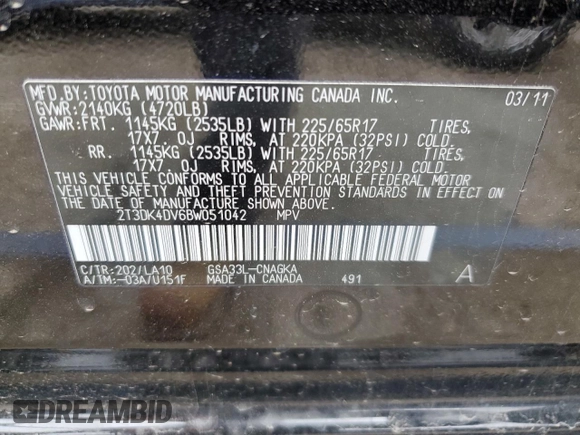 MFD.BY:TOYOTA MOTOR MANUFACTURING CANADA INC. 03/11
GVWR:2140KG (4720LB)
GAWR:FRT. 1145KG (2535LB) WITH 225/65R17 TIRES,
17X7 0J RIMS, AT 220KPA (32PSI) COLD
RR. 1145KG (2535LB) WITH 225/65R17 TIRES,
17X7 0J RIMS, AT 220KPA (32PSI) COLD.
THIS VEHICLE CONFORMS TO ALL APPLICABLE FEDERAL MOTOR
VEHICLE SAFETY AND THEFT PREVENTION STANDARDS IN EFFECT ON
THE DATE OF MANUFACTURE SHOWN ABOVE.
2T3DK4DV6BW051042 MPV
C/TR:202/LA10 GSA33L-CNAGKA
A/TM:-03A/U151F MADE IN CANADA 491 A
DREAMBID